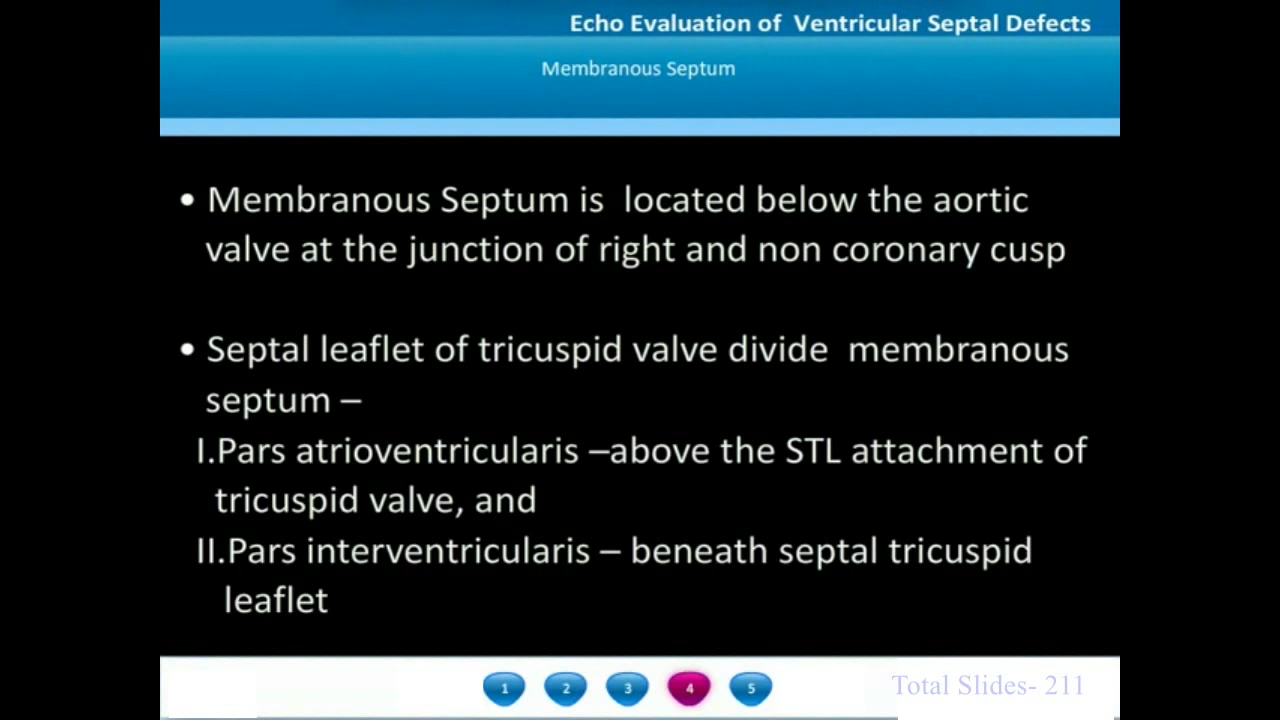 Echo Evaluation of Ventricular Septal Defects
Membranous Septum
• Membranous Septum is located below the aortic
valve at the junction of right and non coronary cusp
• Septal leaflet of tricuspid valve divide membranous
septum –
I.Pars atrioventricularis –above the STL attachment of
tricuspid valve, and
II.Pars interventricularis – beneath septal tricuspid
leaflet
1 2 3 4 5
Total Slides- 211